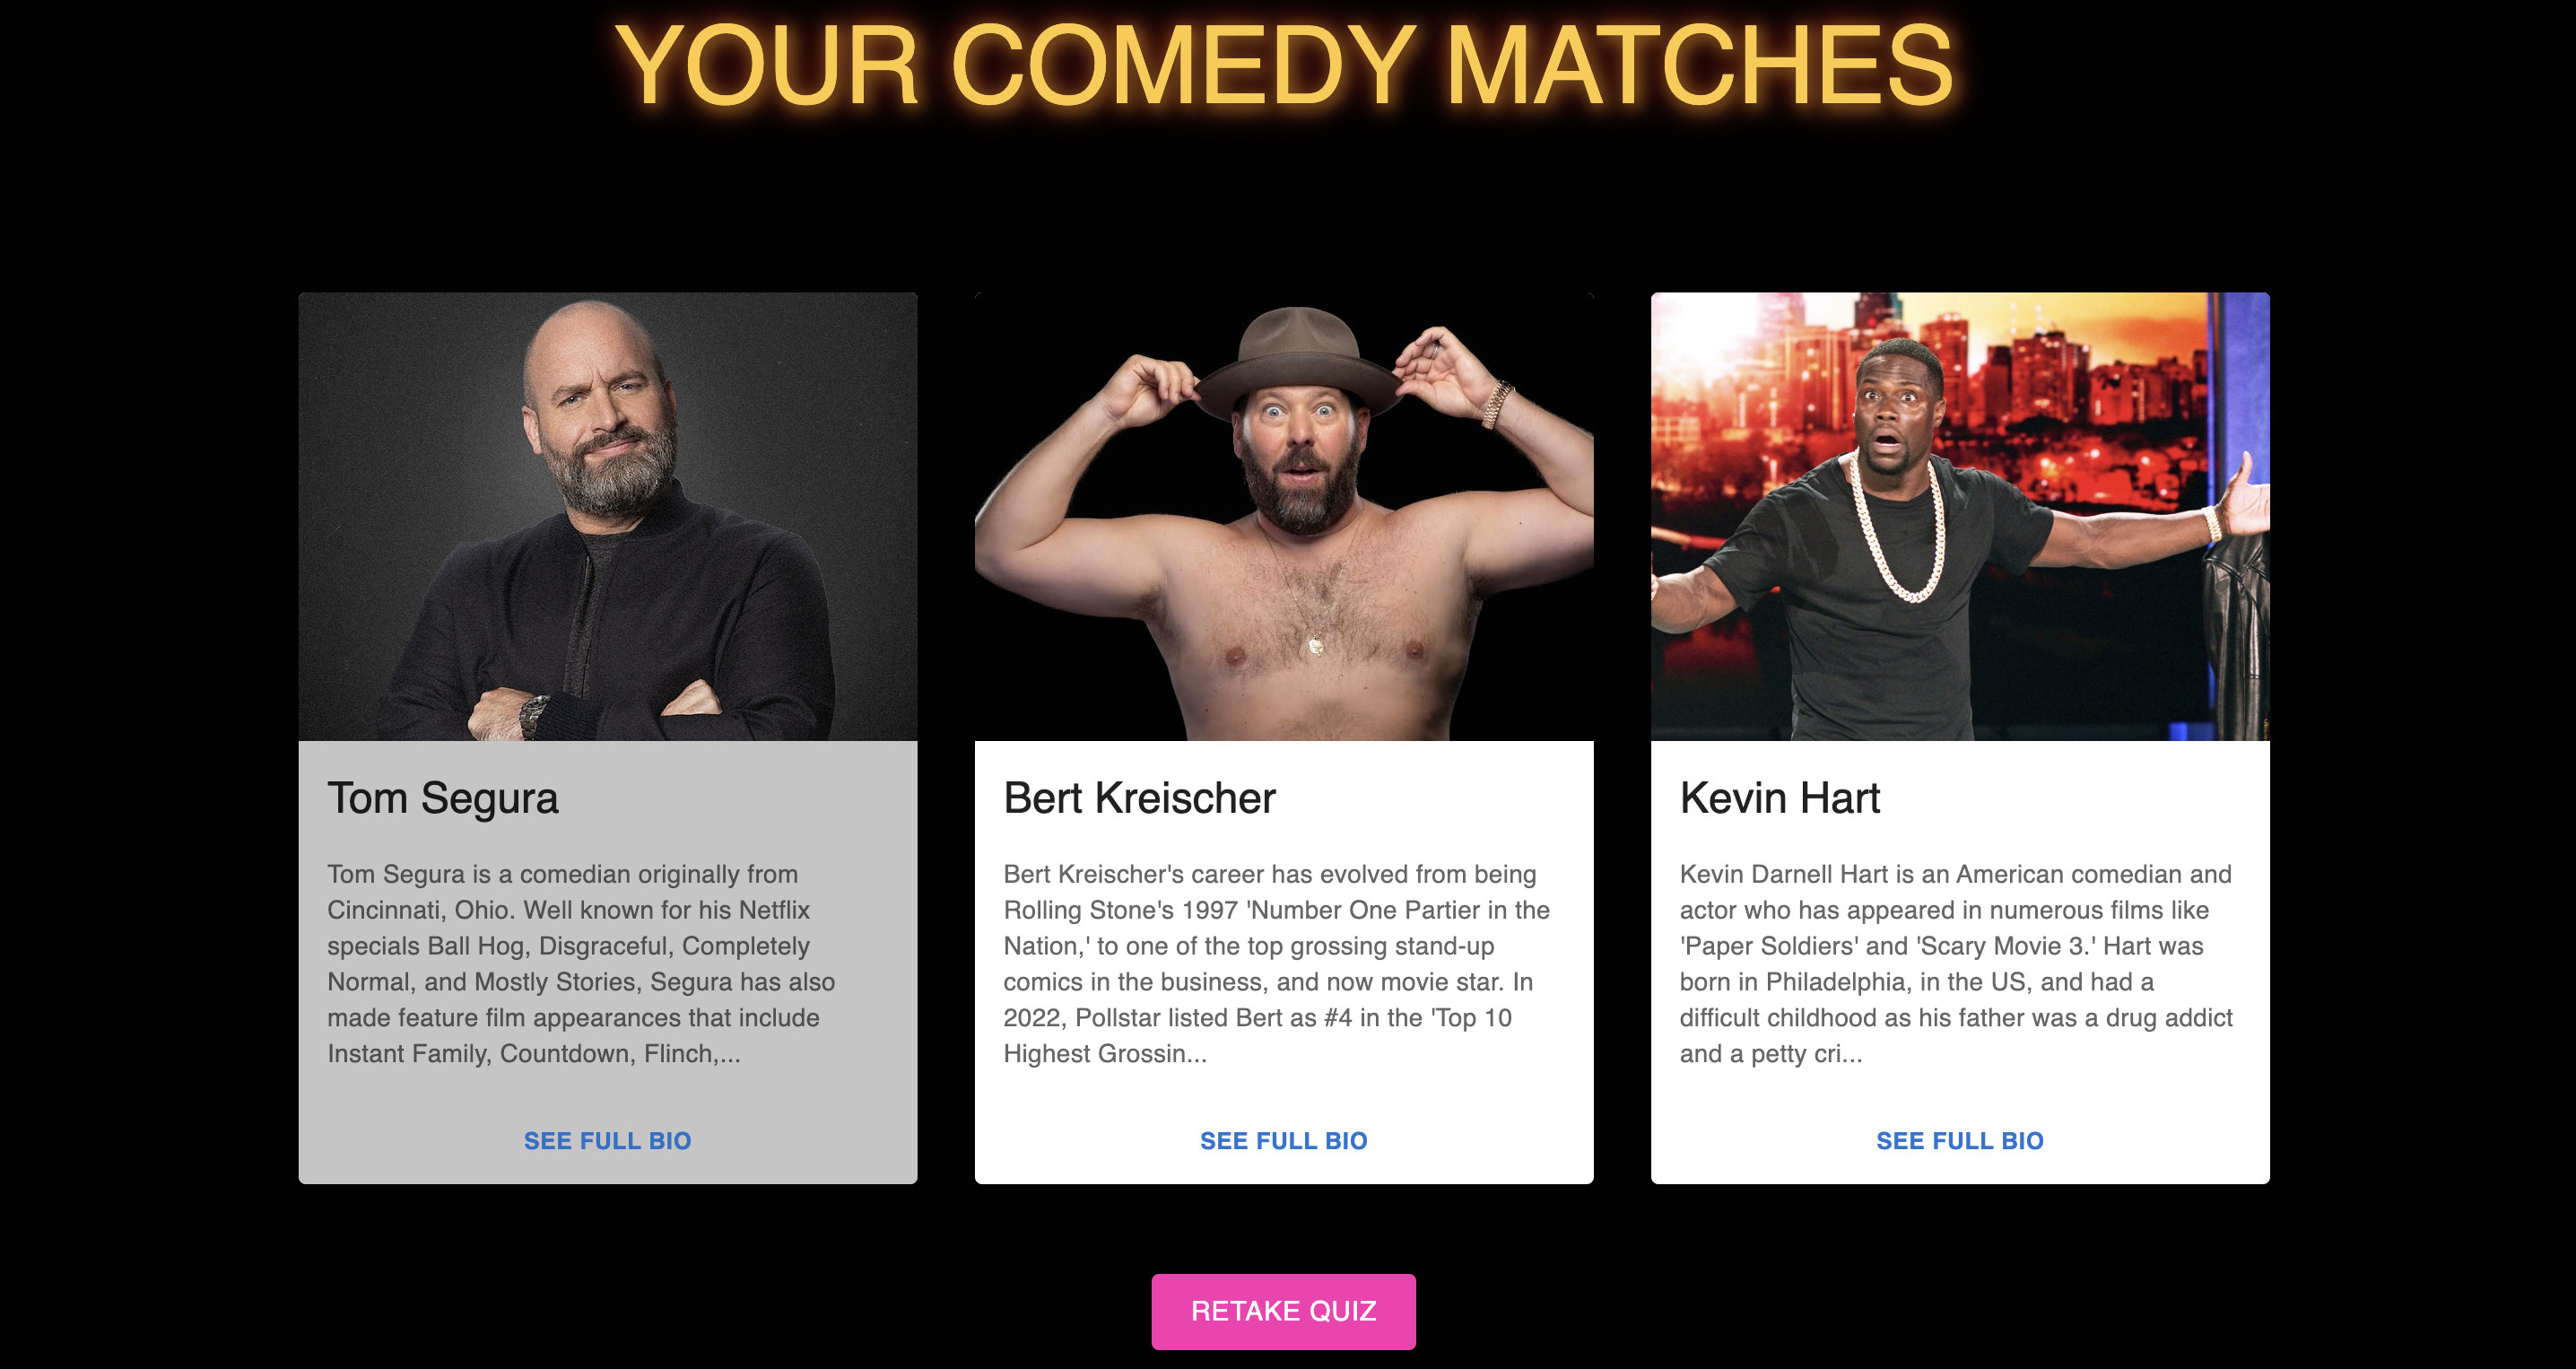 YOUR COMEDY MATCHES
Tom Segura
Tom Segura is a comedian originally from
Cincinnati, Ohio. Well known for his Netflix
specials Ball Hog, Disgraceful, Completely
Normal, and Mostly Stories, Segura has also
made feature film appearances that include
Instant Family, Countdown, Flinch,...
SEE FULL BIO
Bert Kreischer
Bert Kreischer's career has evolved from being
Rolling Stone's 1997 'Number One Partier in the
Nation,' to one of the top grossing stand-up
comics in the business, and now movie star. In
2022, Pollstar listed Bert as #4 in the 'Top 10
Highest Grossin...
SEE FULL BIO
Kevin Hart
Kevin Darnell Hart is an American comedian and
actor who has appeared in numerous films like
'Paper Soldiers' and 'Scary Movie 3.' Hart was
born in Philadelphia, in the US, and had a
difficult childhood as his father was a drug addict
and a petty cri...
SEE FULL BIO
RETAKE QUIZ